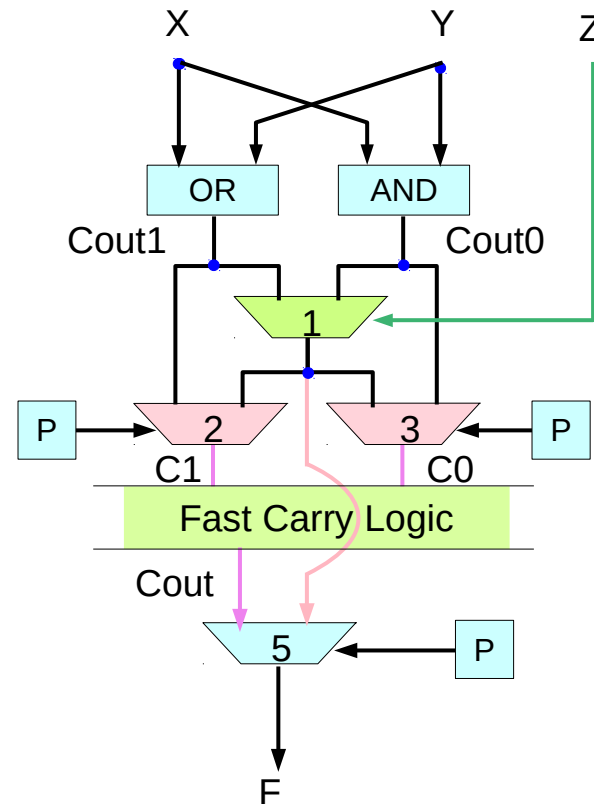 X Y Z
OR AND
Cout1 Cout0
1
P 2 3 P
C1 C0
Fast Carry Logic
Cout
5 P
F